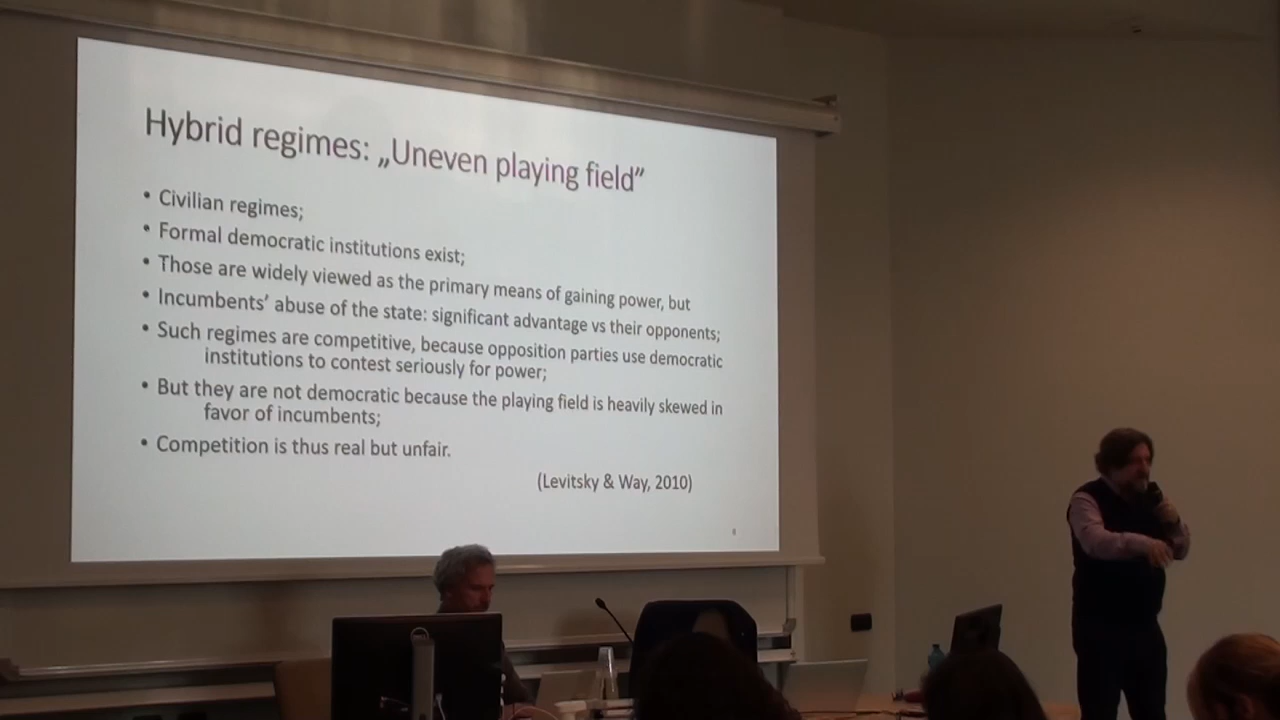 Hybrid regimes: „Uneven playing field”
• Civilian regimes;
• Formal democratic institutions exist;
• Those are widely viewed as the primary means of gaining power, but
• Incumbents’ abuse of the state: significant advantage vs their opponents;
• Such regimes are competitive, because opposition parties use democratic
institutions to contest seriously for power;
• But they are not democratic because the playing field is heavily skewed in
favor of incumbents;
• Competition is thus real but unfair.
(Levitsky & Way, 2010)